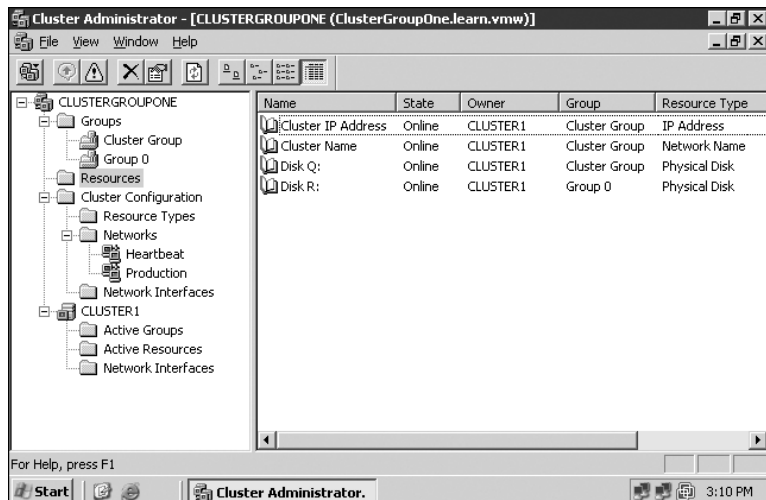 Cluster Administrator - [CLUSTERGROUPONE (ClusterGroupOne.learn.vmw)]
File View Window Help
CLUSTERGROUPONE
Groups
Cluster Group
Group 0
Resources
Cluster Configuration
Resource Types
Networks
Heartbeat
Production
Network Interfaces
CLUSTER1
Active Groups
Active Resources
Network Interfaces
Name State Owner Group Resource Type
Cluster IP Address Online CLUSTER1 Cluster Group IP Address
Cluster Name Online CLUSTER1 Cluster Group Network Name
Disk Q: Online CLUSTER1 Cluster Group Physical Disk
Disk R: Online CLUSTER1 Group 0 Physical Disk
For Help, press F1
Start Cluster Administrator. 3:10 PM